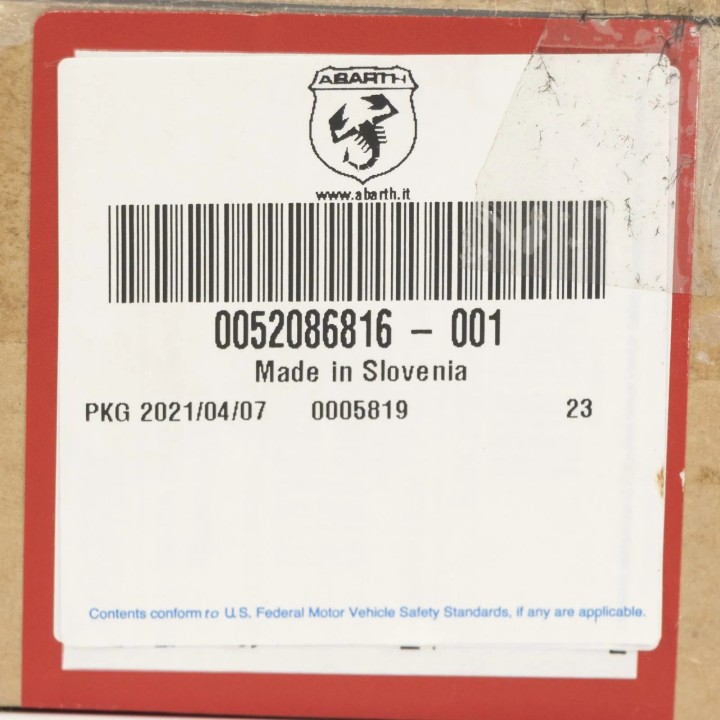 ABARTH
www.abarth.it
0052086816 - 001
Made in Slovenia
PKG 2021/04/07 0005819 23
Contents conform to U.S. Federal Motor Vehicle Safety Standards, if any are applicable.